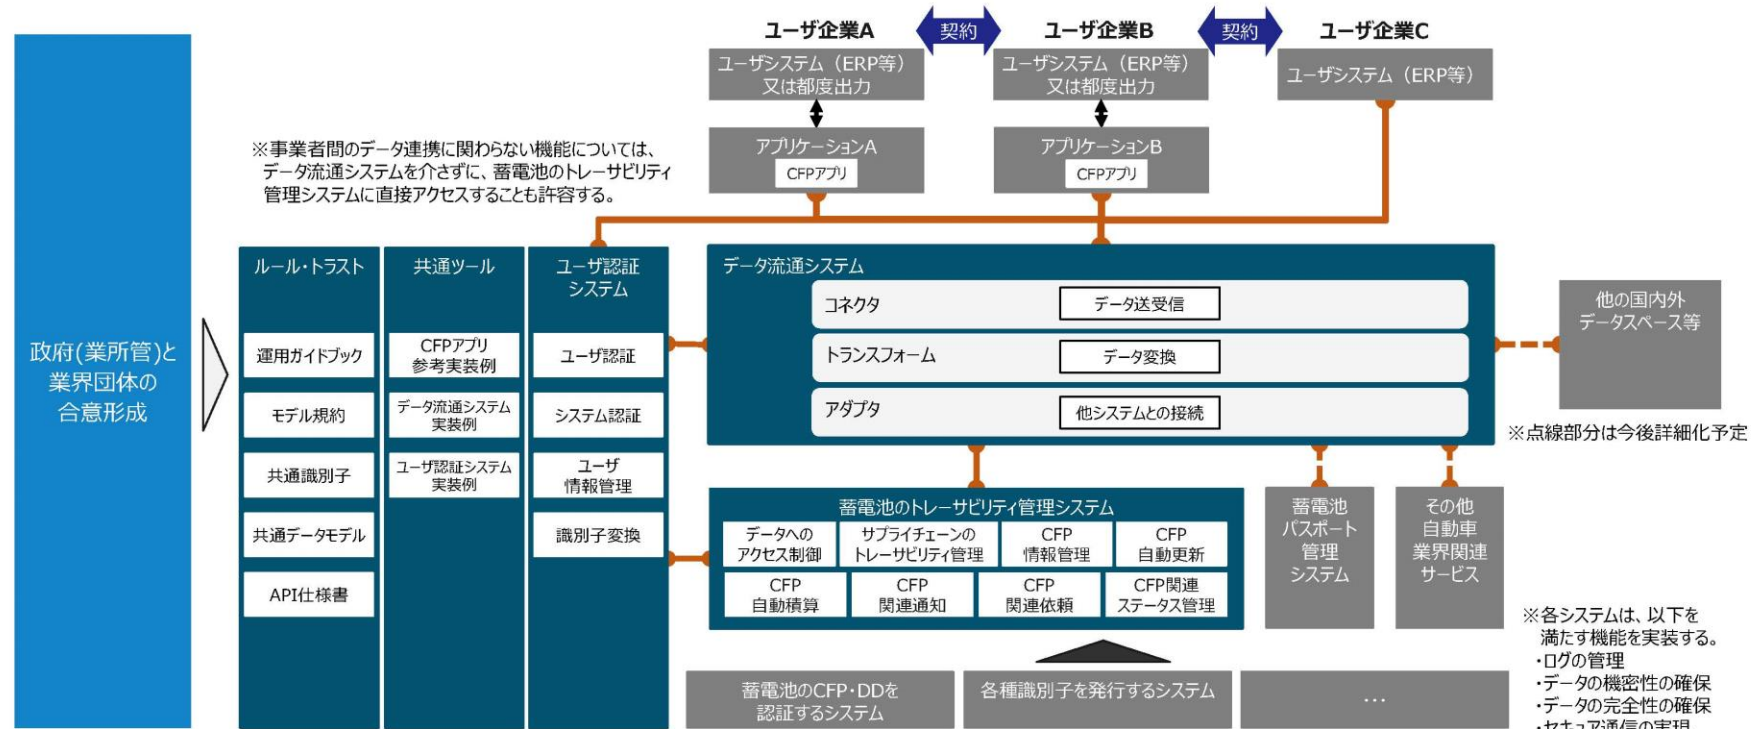 ユーザ企業A
契約
ユーザ企業B
契約
ユーザ企業C
ユーザシステム（ERP等）
又は都度出力
ユーザシステム（ERP等）
又は都度出力
ユーザシステム（ERP等）
アプリケーションA
CFPアプリ
アプリケーションB
CFPアプリ
※事業者間のデータ連携に関わらない機能については、
データ流通システムを介さずに、蓄電池のトレーサビリティ
管理システムに直接アクセスすることも許容する。
政府(業所管)と
業界団体の
合意形成
ルール・トラスト
運用ガイドブック
モデル規約
共通識別子
共通データモデル
API仕様書
共通ツール
CFPアプリ
参考実装例
データ流通システム
実装例
ユーザ認証システム
実装例
ユーザ認証
システム
ユーザ認証
システム認証
ユーザ
情報管理
識別子変換
データ流通システム
コネクタ
データ送受信
トランスフォーム
データ変換
アダプタ
他システムとの接続
他の国内外
データスペース等
※点線部分は今後詳細化予定
蓄電池のトレーサビリティ管理システム
データへの
アクセス制御
サプライチェーンの
トレーサビリティ管理
CFP
情報管理
CFP
自動更新
CFP
自動積算
CFP
関連通知
CFP
関連依頼
CFP関連
ステータス管理
蓄電池
パスポート
管理
システム
その他
自動車
業界関連
サービス
蓄電池のCFP・DDを
認証するシステム
各種識別子を発行するシステム
…
※各システムは、以下を
満たす機能を実装する。
・ログの管理
・データの機密性の確保
・データの完全性の確保
・セキュア通信の実現